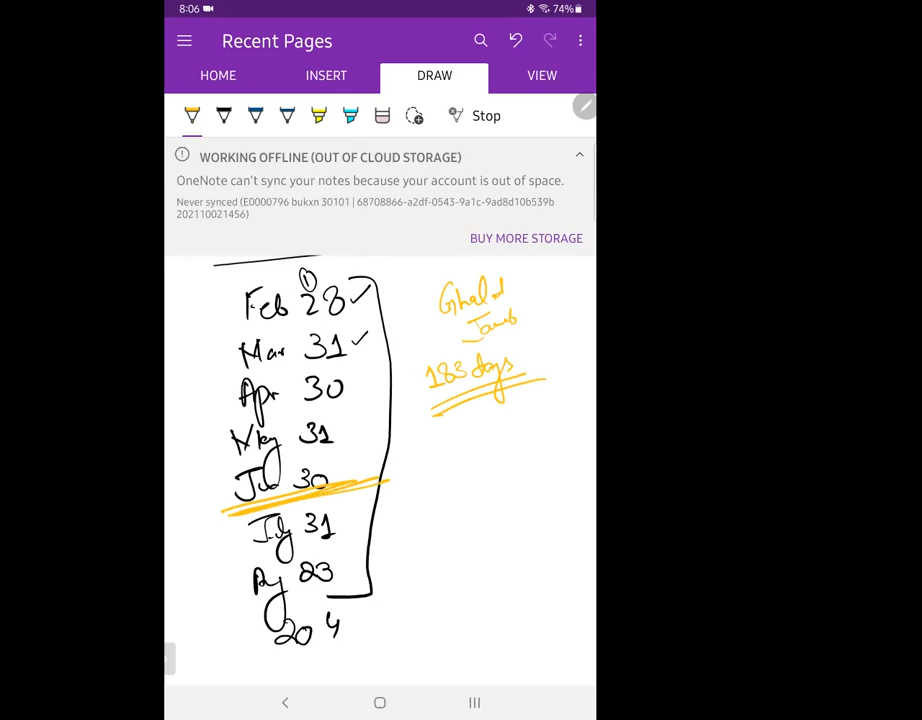 8:06 74%
Recent Pages
HOME INSERT DRAW VIEW
Stop
WORKING OFFLINE (OUT OF CLOUD STORAGE)
OneNote can't sync your notes because your account is out of space.
Never synced (E0000796 bukxn 30101 | 68708866-a2df-0543-9a1c-9ad8d10b539b
202110021456)
BUY MORE STORAGE
1
Feb 28
Mar 31
Apr 30
May 31
Jun 30
July 31
Aug 23
204
183 days